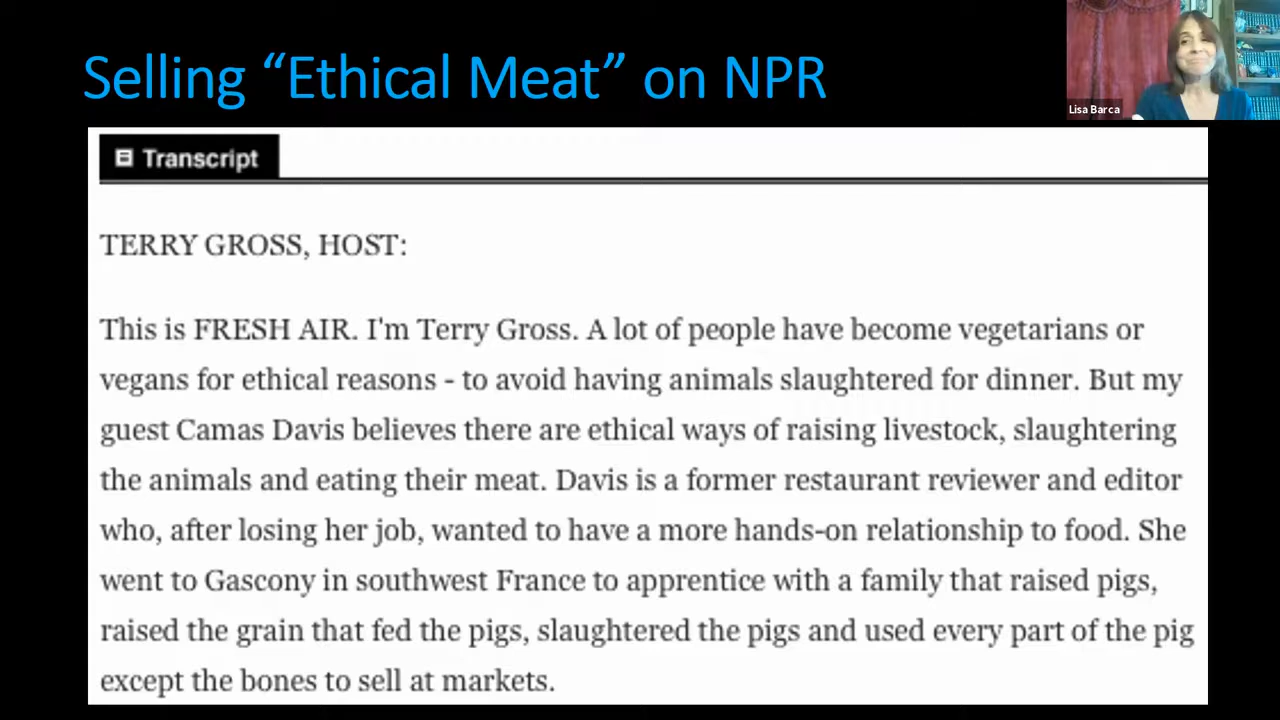 Selling “Ethical Meat” on NPR
Lisa Barca
Transcript
TERRY GROSS, HOST:
This is FRESH AIR. I'm Terry Gross. A lot of people have become vegetarians or
vegans for ethical reasons - to avoid having animals slaughtered for dinner. But my
guest Camas Davis believes there are ethical ways of raising livestock, slaughtering
the animals and eating their meat. Davis is a former restaurant reviewer and editor
who, after losing her job, wanted to have a more hands-on relationship to food. She
went to Gascony in southwest France to apprentice with a family that raised pigs,
raised the grain that fed the pigs, slaughtered the pigs and used every part of the pig
except the bones to sell at markets.